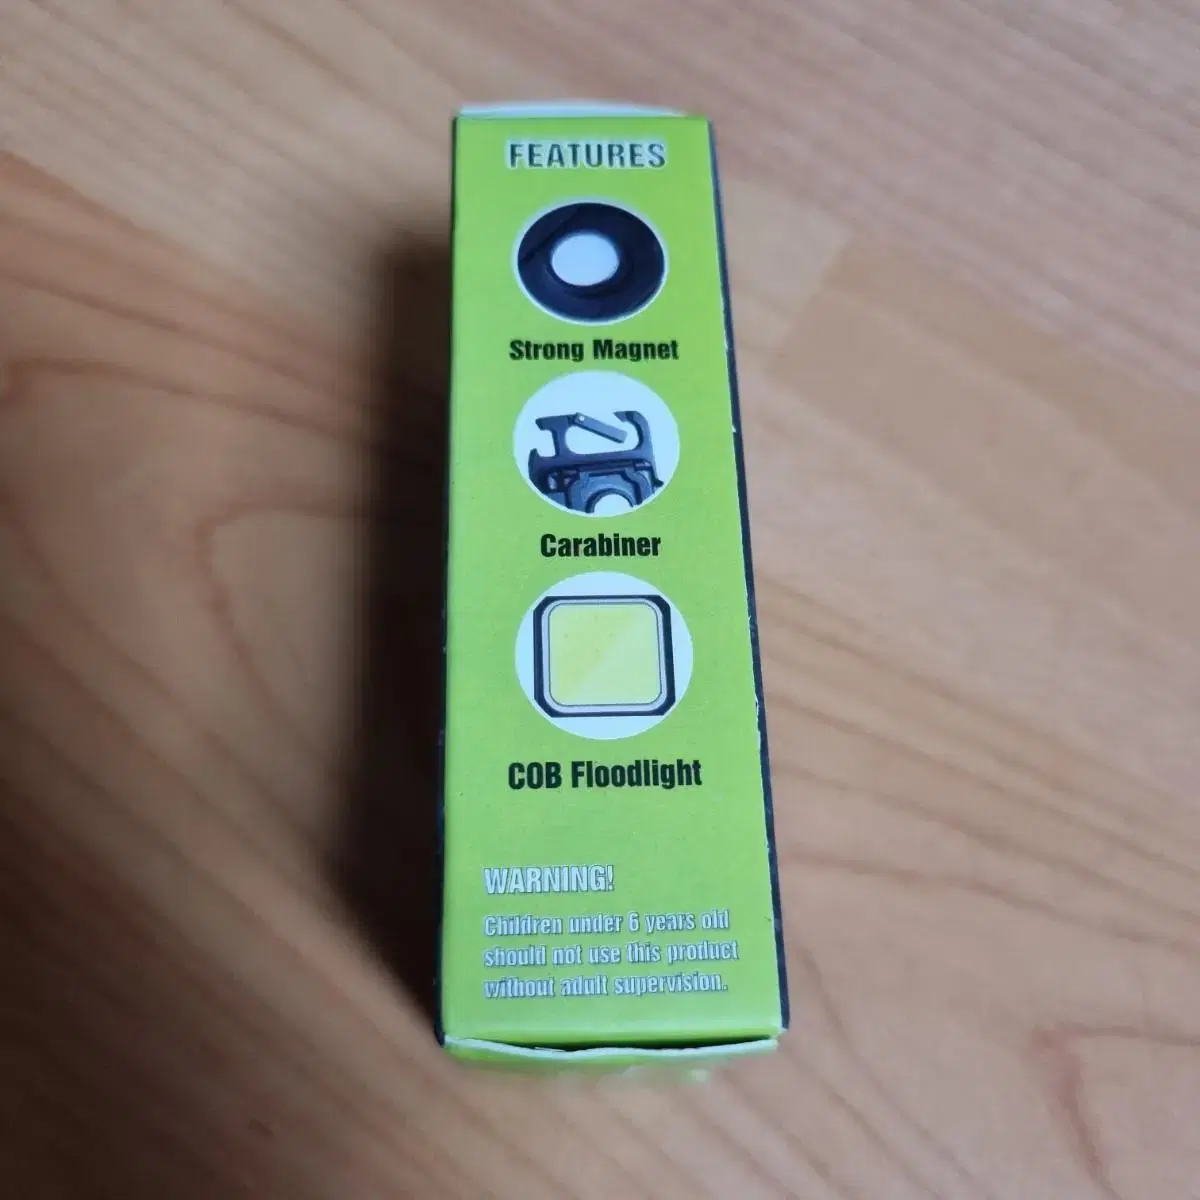 FEATURES
Strong Magnet
Carabiner
COB Floodlight
WARNING!
Children under 6 years old
should not use this product
without adult supervision.